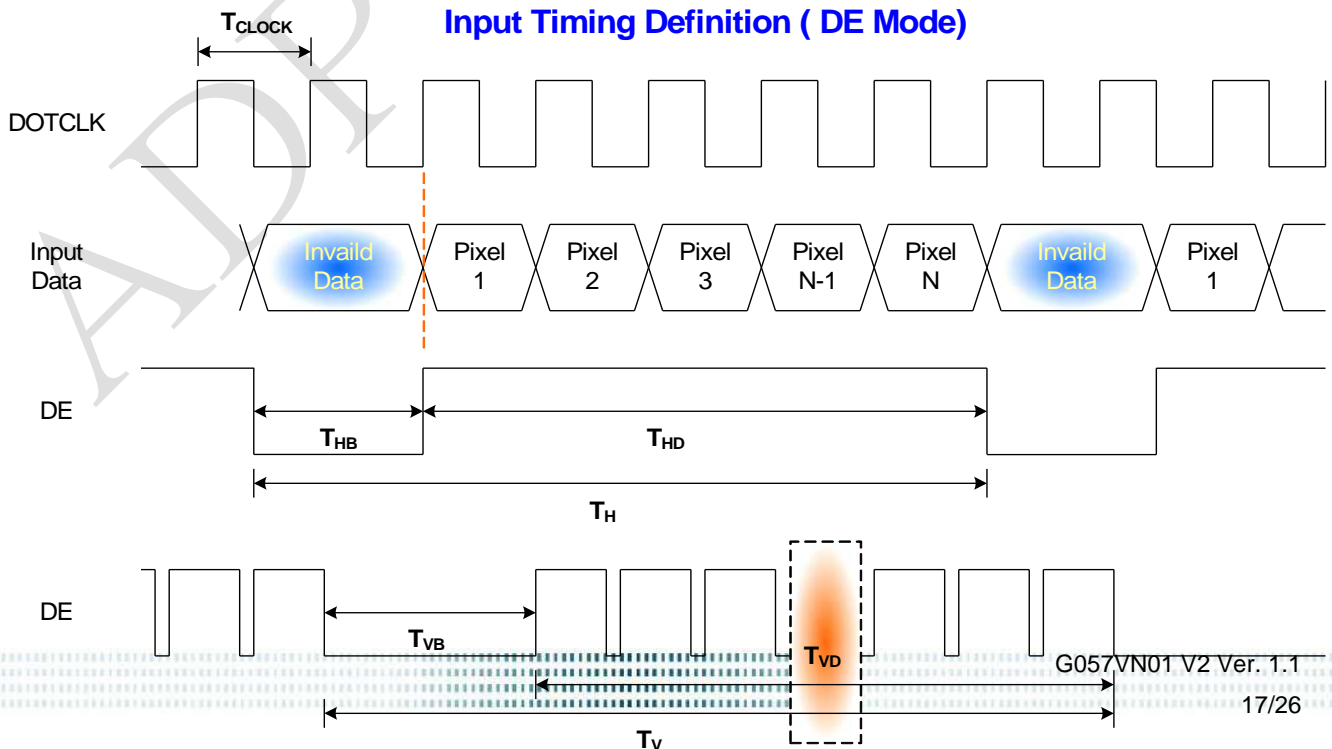 Input Timing Definition ( DE Mode)
TCLOCK
DOTCLK
Input
Data
Invaild
Data
Pixel
1
Pixel
2
Pixel
3
Pixel
N-1
Pixel
N
Invaild
Data
Pixel
1
DE
THB
THD
TH
DE
TVB
TVD
TV
G057VN01 V2 Ver. 1.1
17/26
ADP